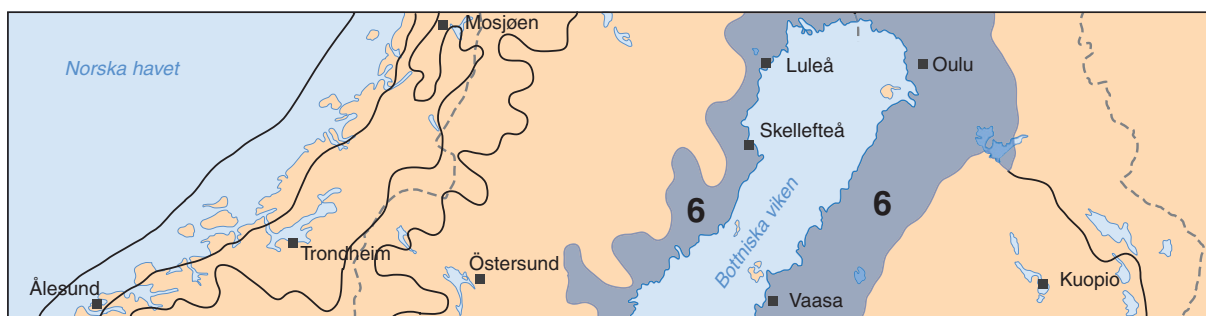 Mosjøen
Norska havet
Luleå
Oulu
Skellefteå
6
6
Bottniska viken
Trondheim
Östersund
Kuopio
Ålesund
Vaasa